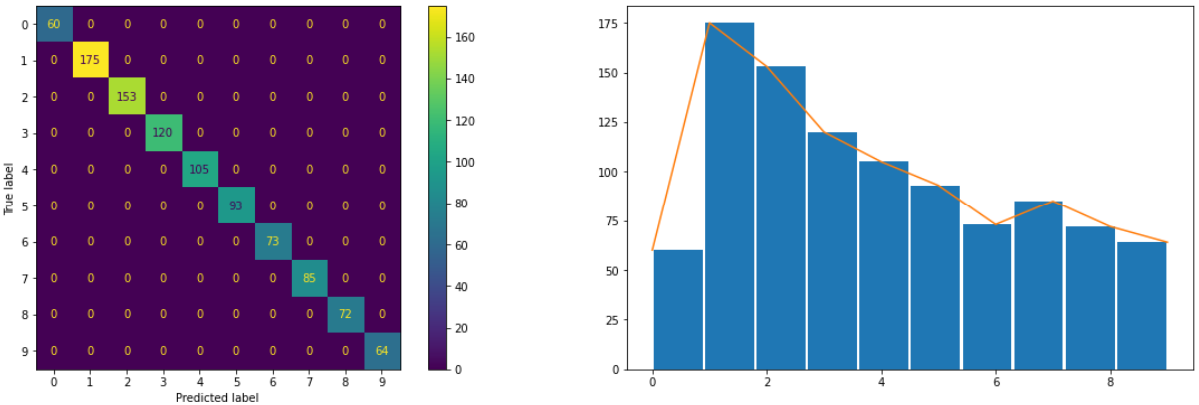 0 60 0 0 0 0 0 0 0 0 0
1 0 175 0 0 0 0 0 0 0 0
2 0 0 153 0 0 0 0 0 0 0
3 0 0 0 120 0 0 0 0 0 0
4 0 0 0 0 105 0 0 0 0 0
5 0 0 0 0 0 93 0 0 0 0
6 0 0 0 0 0 0 73 0 0 0
7 0 0 0 0 0 0 0 85 0 0
8 0 0 0 0 0 0 0 0 72 0
9 0 0 0 0 0 0 0 0 0 64
0 1 2 3 4 5 6 7 8 9
True label
Predicted label
160
140
120
100
80
60
40
20
0
175
150
125
100
75
50
25
0
0 2 4 6 8